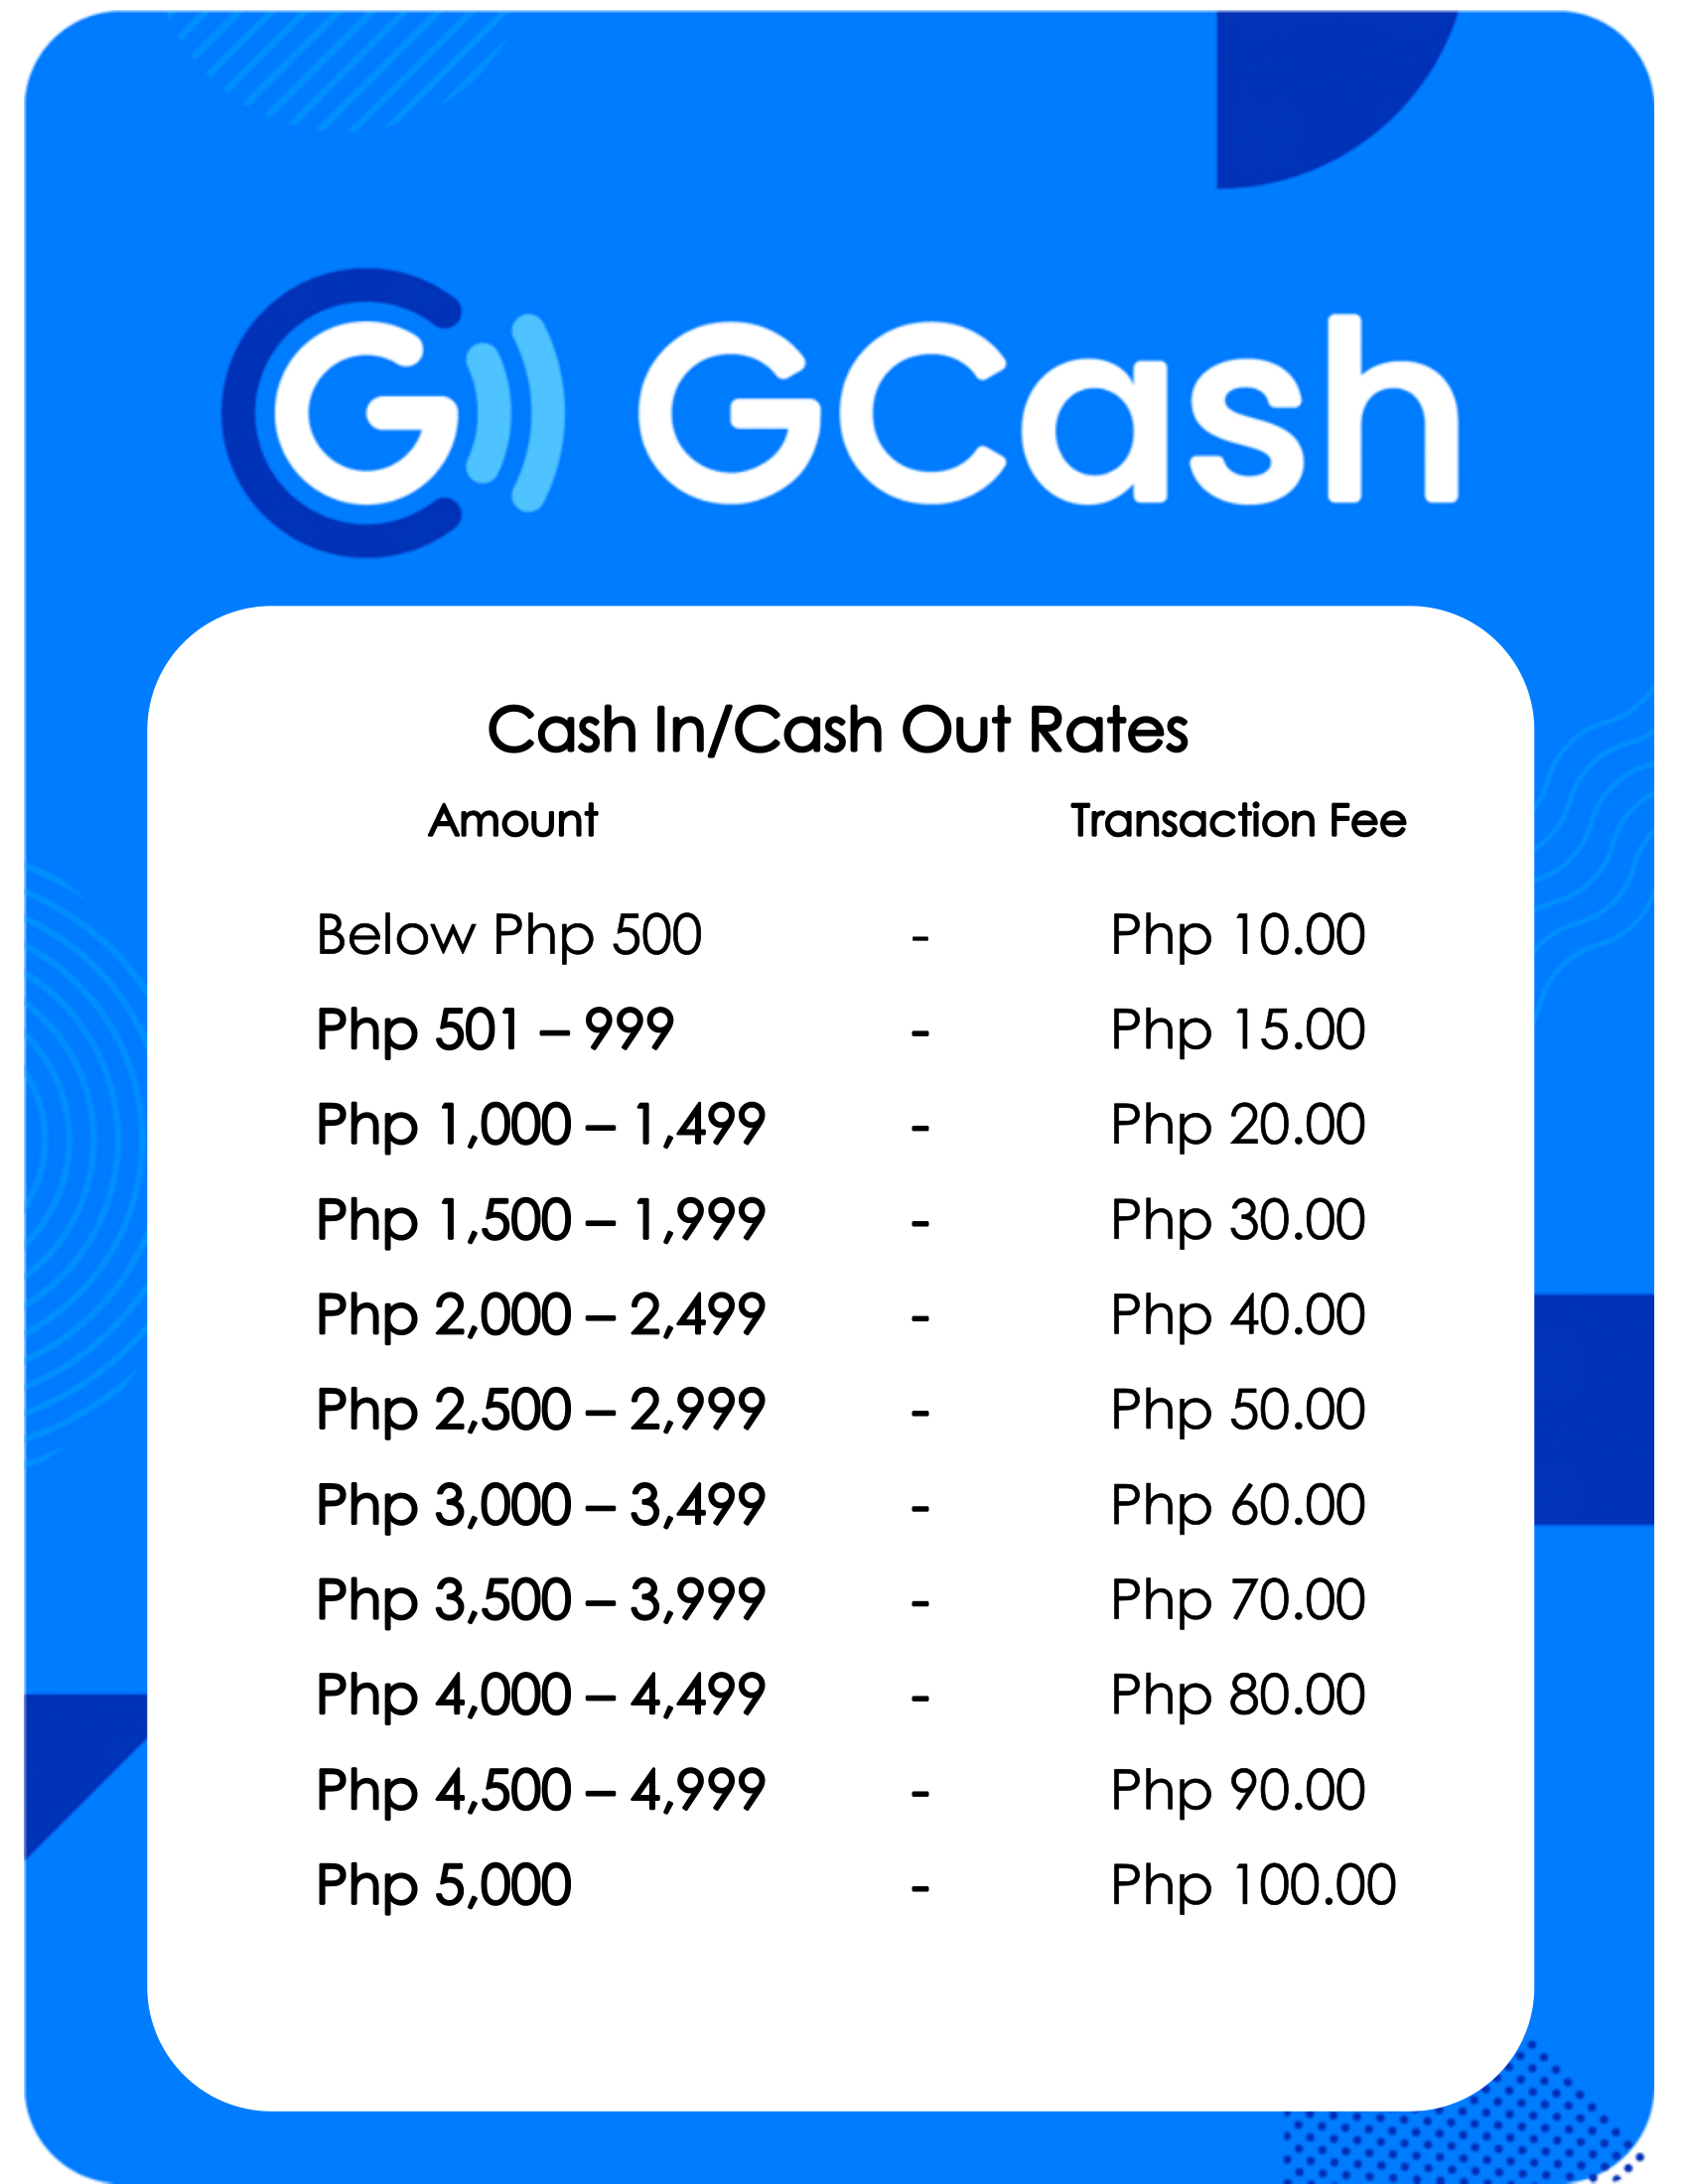 G GCash
Cash In/Cash Out Rates
Amount Transaction Fee
Below Php 500 - Php 10.00
Php 501 – 999 - Php 15.00
Php 1,000 – 1,499 - Php 20.00
Php 1,500 – 1,999 - Php 30.00
Php 2,000 – 2,499 - Php 40.00
Php 2,500 – 2,999 - Php 50.00
Php 3,000 – 3,499 - Php 60.00
Php 3,500 – 3,999 - Php 70.00
Php 4,000 – 4,499 - Php 80.00
Php 4,500 – 4,999 - Php 90.00
Php 5,000 - Php 100.00